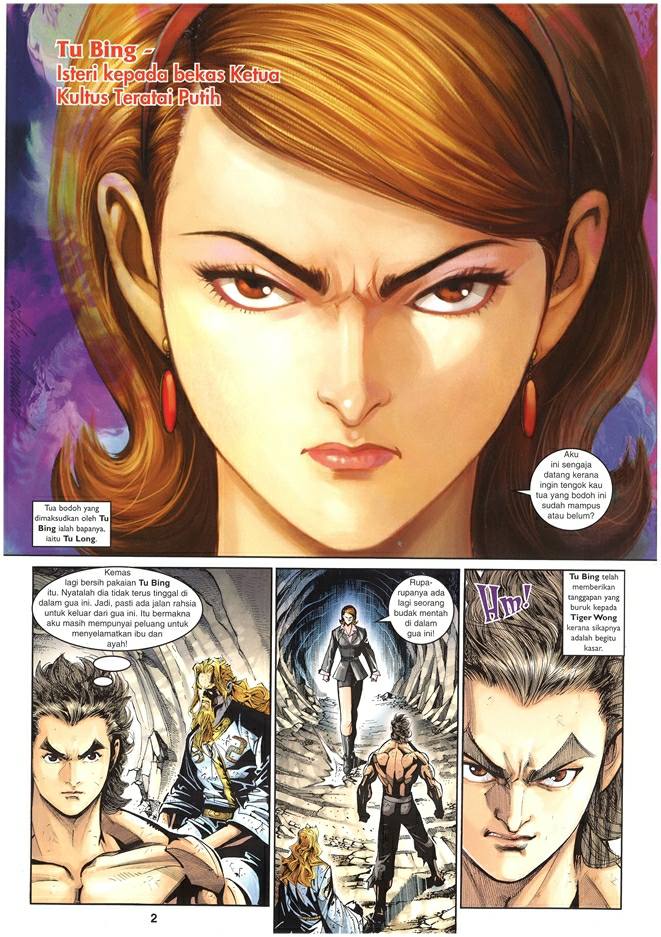 Tu Bing -
Isteri kepada bekas Ketua
Kultus Teratai Putih
Aku
ini sengaja
datang kerana
ingin tengok kau
tua yang bodoh ini
sudah mampus
atau belum?
Tua bodoh yang
dimaksudkan oleh Tu
Bing ialah bapanya,
iaitu Tu Long.
Kemas
lagi bersih pakaian Tu Bing
itu. Nyatalah dia tidak terus tinggal di
dalam gua ini. Jadi, pasti ada jalan rahsia
untuk keluar dari gua ini. Itu bermakna
aku masih mempunyai peluang untuk
menyelamatkan ibu dan
ayah!
Rupa-
rupanya ada
lagi seorang
budak mentah
di dalam
gua ini!
Hm!
Tu Bing telah
memberikan
tanggapan yang
buruk kepada
Tiger Wong
kerana sikapnya
adalah begitu
kasar.
2